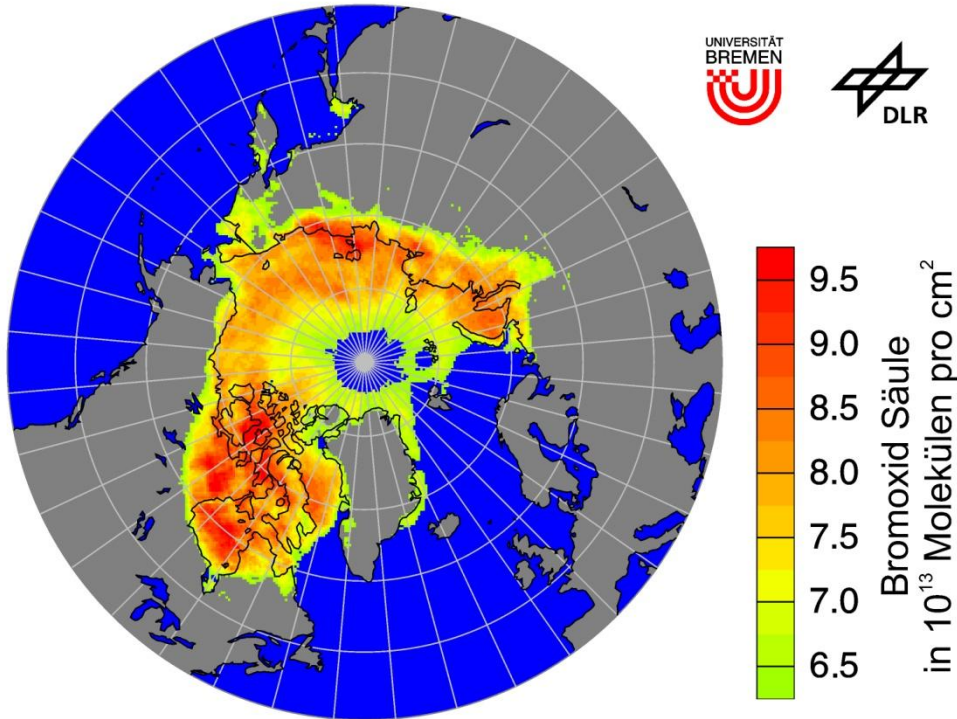 UNIVERSITÄT
BREMEN
DLR
9.5
9.0
8.5
8.0
7.5
7.0
6.5
Bromoxid Säule
in 10¹³ Molekülen pro cm²